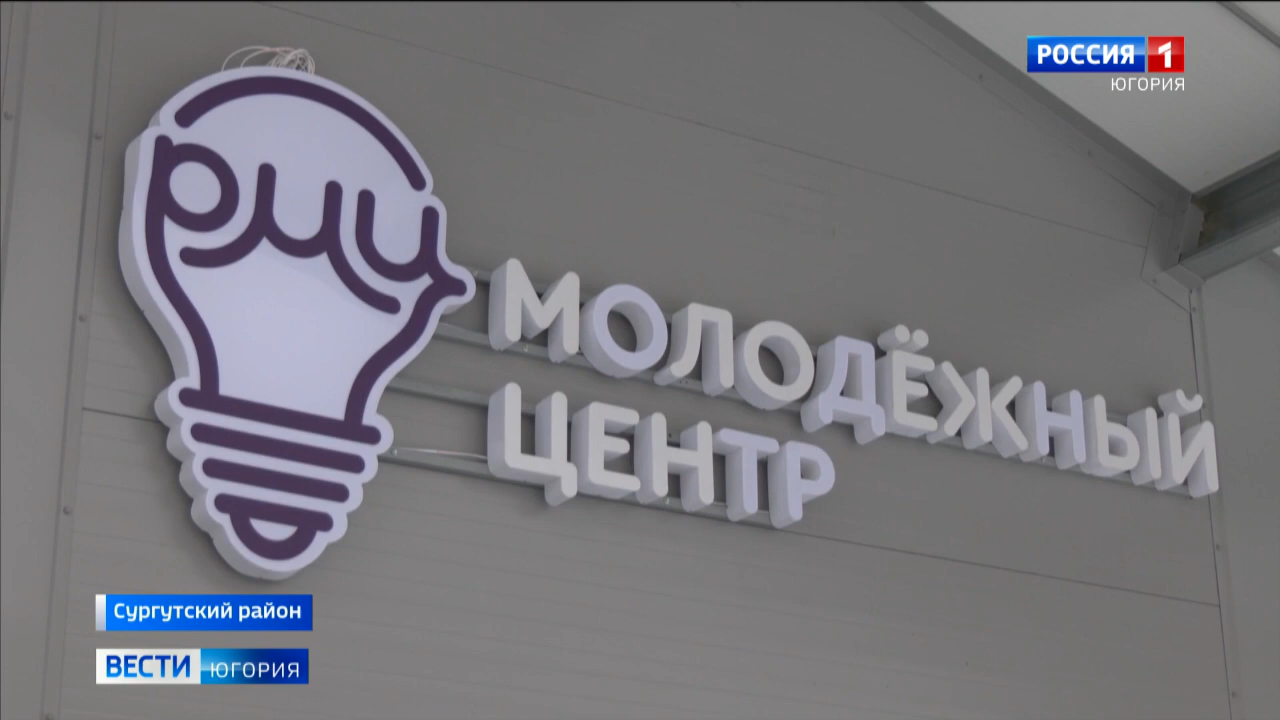 РОССИЯ 1
ЮГОРИЯ
рмц
МОЛОДЁЖНЫЙ
ЦЕНТР
Сургутский район
ВЕСТИ ЮГОРИЯ